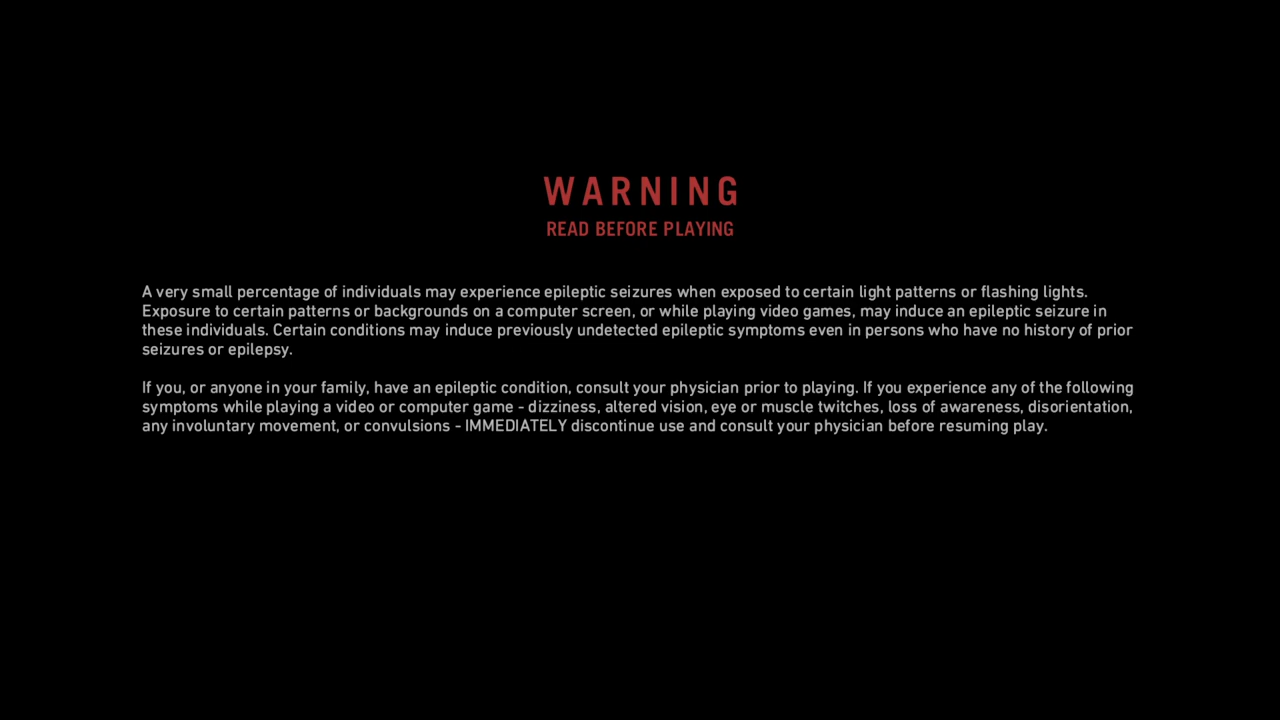 WARNING
READ BEFORE PLAYING
A very small percentage of individuals may experience epileptic seizures when exposed to certain light patterns or flashing lights.
Exposure to certain patterns or backgrounds on a computer screen, or while playing video games, may induce an epileptic seizure in
these individuals. Certain conditions may induce previously undetected epileptic symptoms even in persons who have no history of prior
seizures or epilepsy.
If you, or anyone in your family, have an epileptic condition, consult your physician prior to playing. If you experience any of the following
symptoms while playing a video or computer game - dizziness, altered vision, eye or muscle twitches, loss of awareness, disorientation,
any involuntary movement, or convulsions - IMMEDIATELY discontinue use and consult your physician before resuming play.